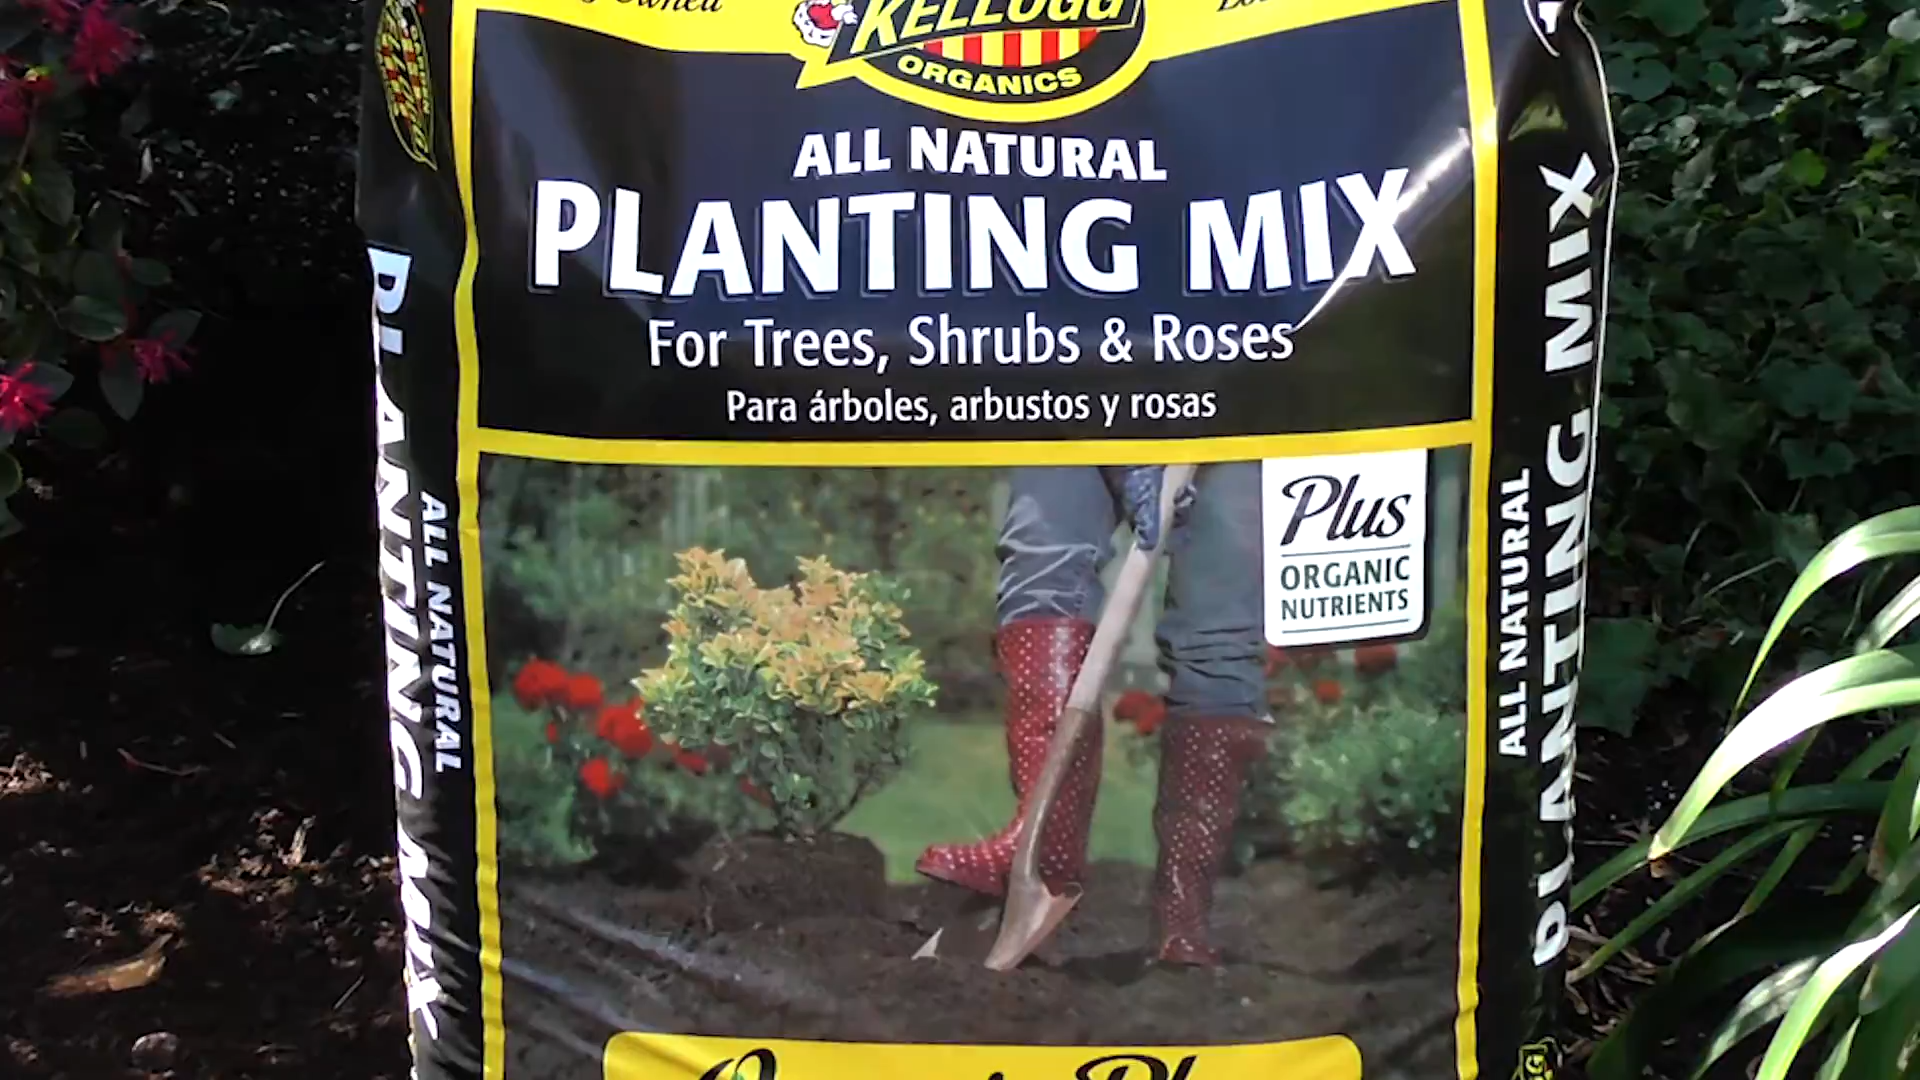 Owned
KELLOGG
ORGANICS
ALL NATURAL
PLANTING MIX
For Trees, Shrubs & Roses
Para árboles, arbustos y rosas
Plus
ORGANIC
NUTRIENTS
PLANTING MIX
ALL NATURAL
ALL NATURAL
PLANTING MIX